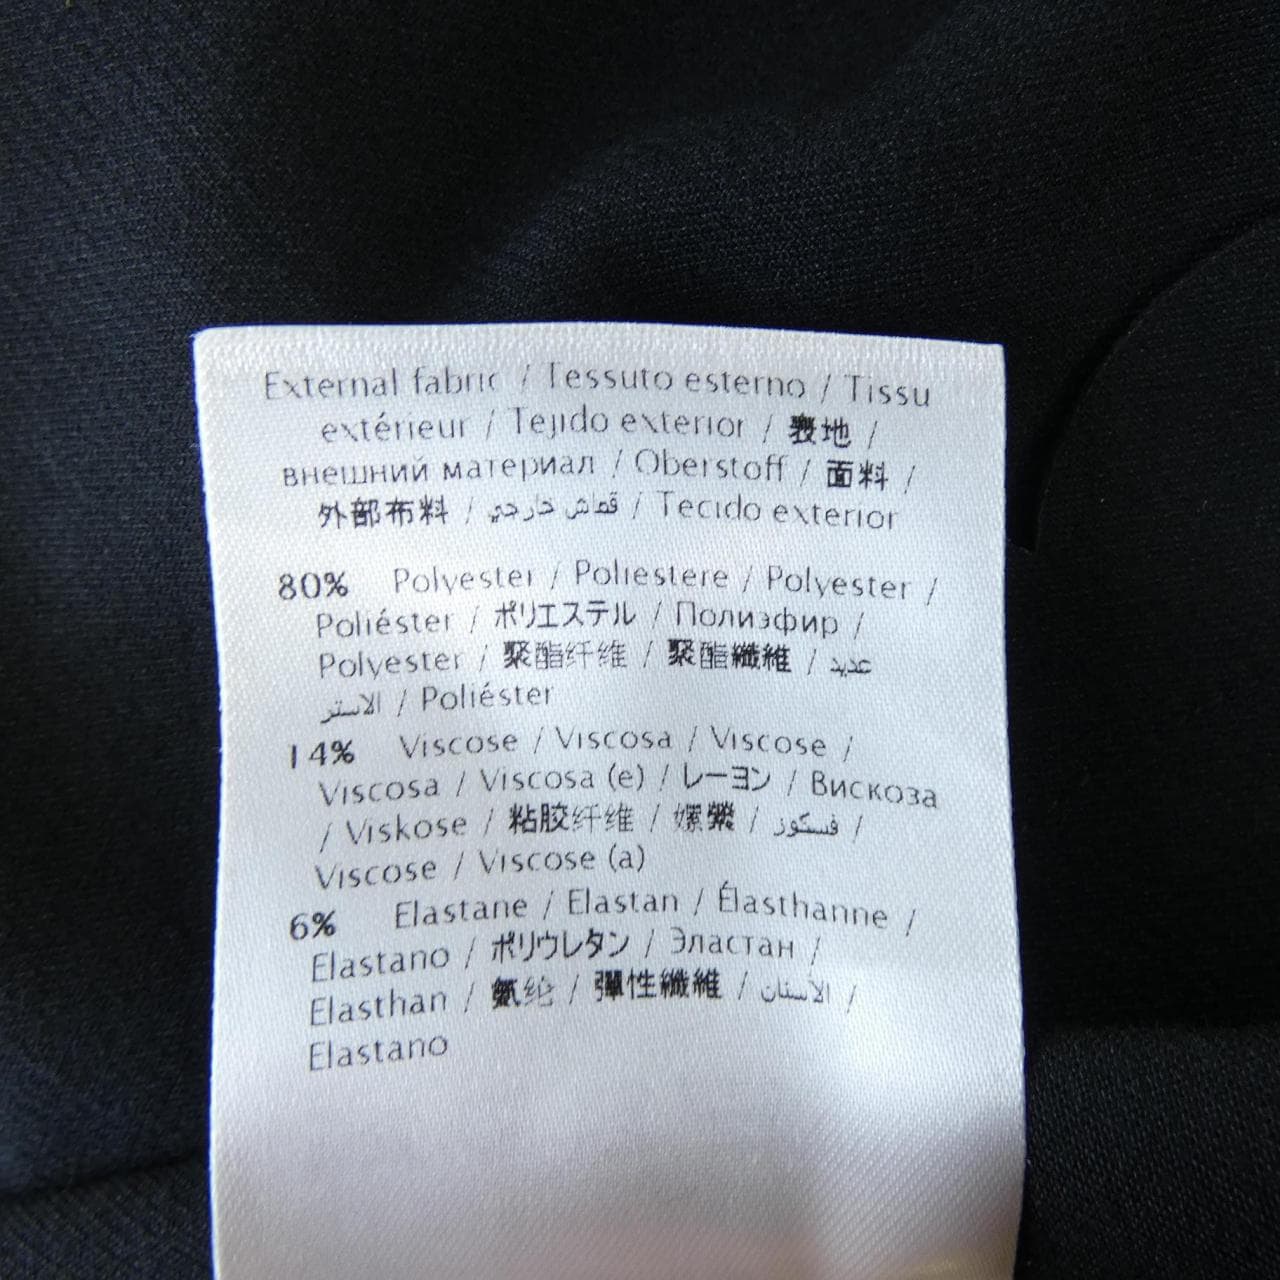 External fabric / Tessuto esterno / Tissu
extérieur / Tejido exterior / 表地 /
внешний материал / Oberstoff / 面料 /
外部布料 / قماش خارجي / Tecido exterior
80% Polyester / Poliestere / Polyester /
Poliéster / ポリエステル / Полиэфир /
Polyester / 聚酯纤维 / 聚酯纖維 / عديد
الاستر / Poliéster
14% Viscose / Viscosa / Viscose /
Viscosa / Viscosa (e) / レーヨン / Вискоза
/ Viskose / 粘胶纤维 / 嫘縈 / فسكوز /
Viscose / Viscose (a)
6% Elastane / Elastan / Élasthanne /
Elastano / ポリウレタン / Эластан /
Elasthan / 氨纶 / 彈性纖維 / الاستان /
Elastano